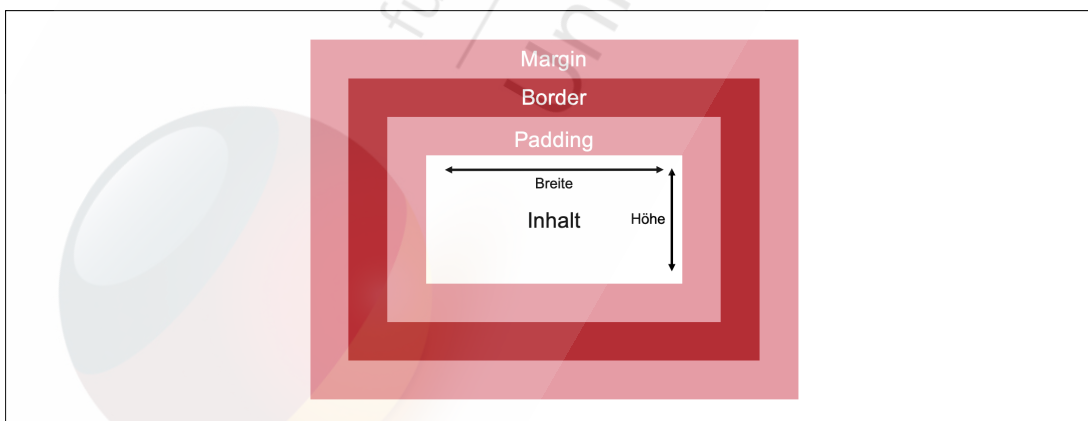 Margin
Border
Padding
Breite
Inhalt
Höhe